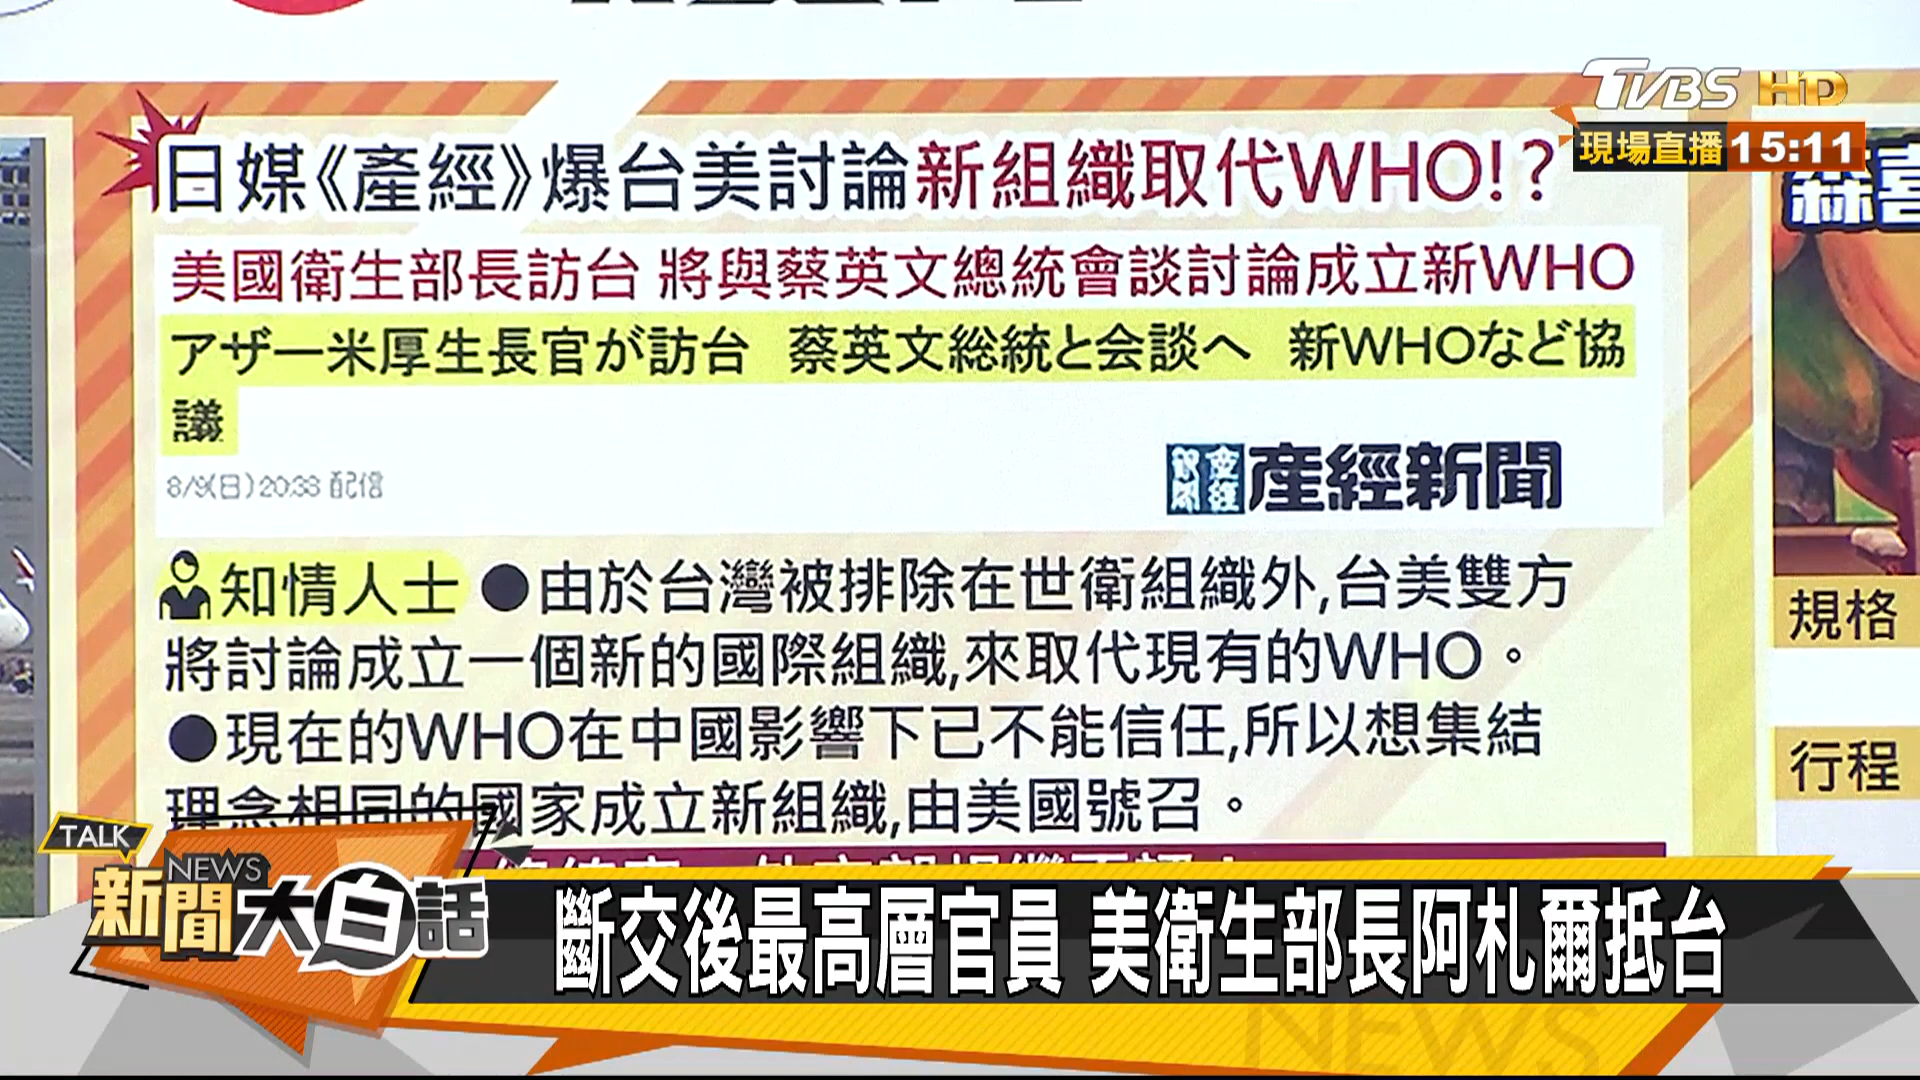 TVBS HD
現場直播 15:11
日媒《產經》爆台美討論新組織取代WHO!?
美國衛生部長訪台 將與蔡英文總統會談討論成立新WHO
アザー米厚生長官が訪台 蔡英文総統と会談へ 新WHOなど協
議
8/9(日) 20:38 配信
産經新聞
知情人士 ●由於台灣被排除在世衛組織外,台美雙方
將討論成立一個新的國際組織,來取代現有的WHO。
●現在的WHO在中國影響下已不能信任,所以想集結
理念相同的國家成立新組織,由美國號召。
規格
行程
TALK
NEWS
新聞大白話
斷交後最高層官員 美衛生部長阿札爾抵台
NEWS